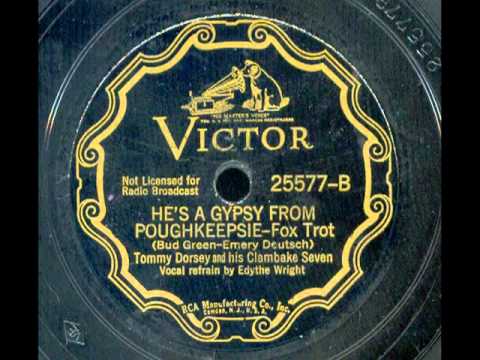 "HIS MASTER'S VOICE"
VICTOR
Not Licensed for
Radio Broadcast
25577-B
HE'S A GYPSY FROM
POUGHKEEPSIE-Fox Trot
(Bud Green-Emery Deutsch)
Tommy Dorsey and his Clambake Seven
Vocal refrain by Edythe Wright
RCA Manufacturing Co., Inc.
CAMDEN, N.J., U.S.A.